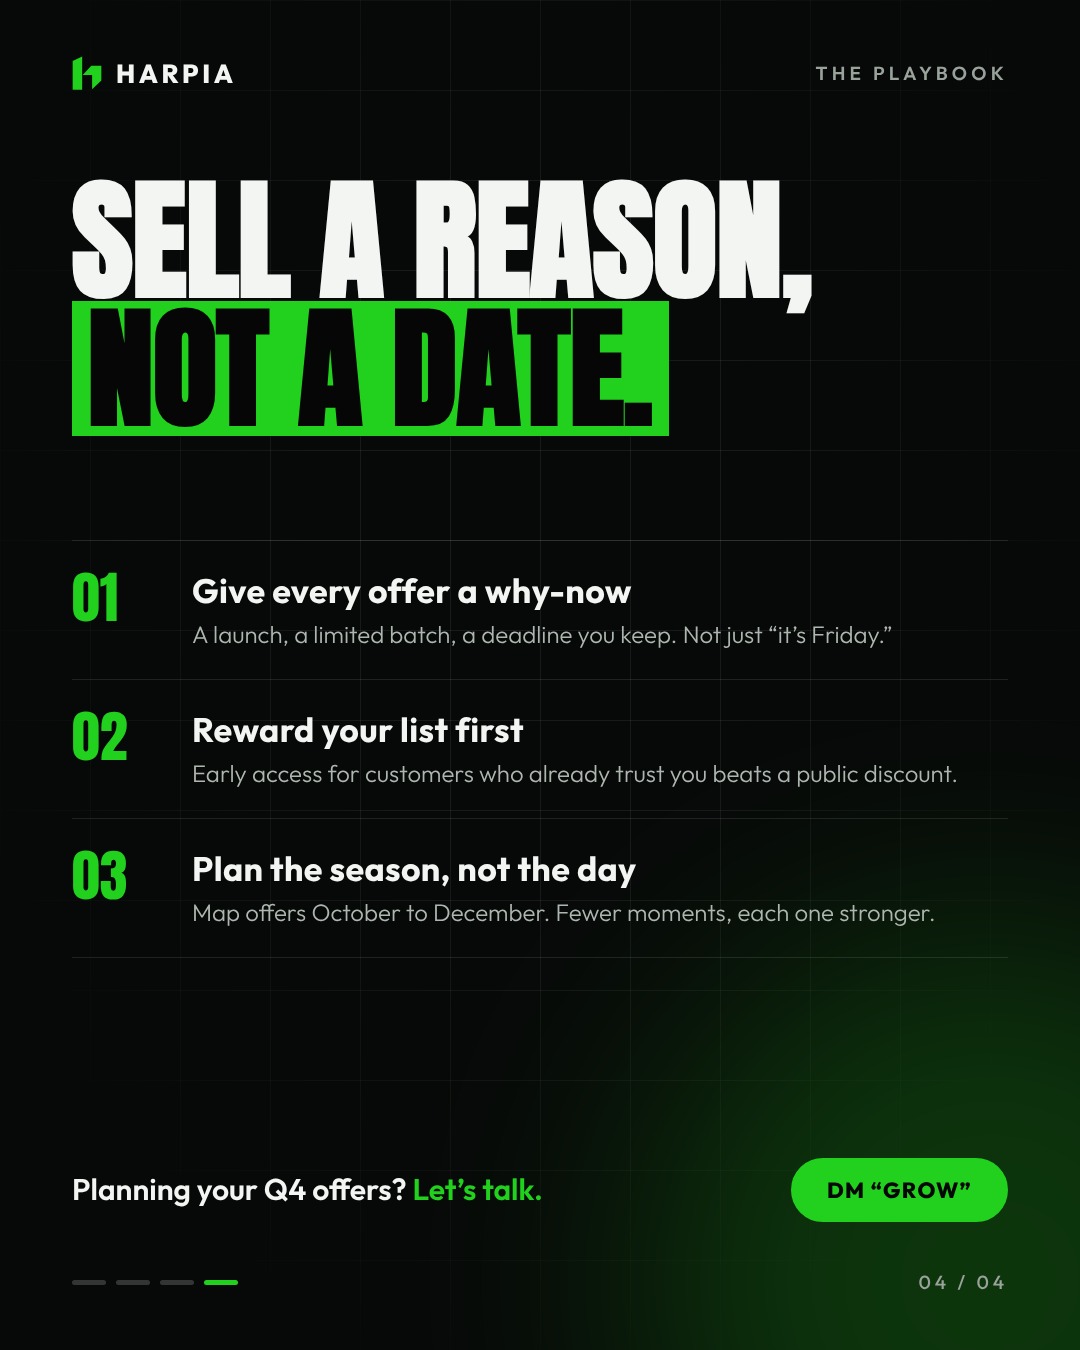 HARPIA
THE PLAYBOOK
SELL A REASON,
NOT A DATE.
01
Give every offer a why-now
A launch, a limited batch, a deadline you keep. Not just “it’s Friday.”
02
Reward your list first
Early access for customers who already trust you beats a public discount.
03
Plan the season, not the day
Map offers October to December. Fewer moments, each one stronger.
Planning your Q4 offers? Let’s talk.
DM “GROW”
04 / 04